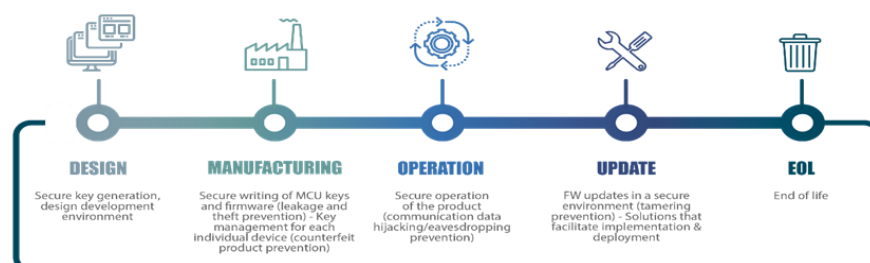 DESIGN
Secure key generation,
design development
environment
MANUFACTURING
Secure writing of MCU keys
and firmware (leakage and
theft prevention) - Key
management for each
individual device (counterfeit
product prevention)
OPERATION
Secure operation
of the product
(communication data
hijacking/eavesdropping
prevention)
UPDATE
FW updates in a secure
environment (tamering
prevention) - Solutions that
facilitate implementation &
deployment
EOL
End of life